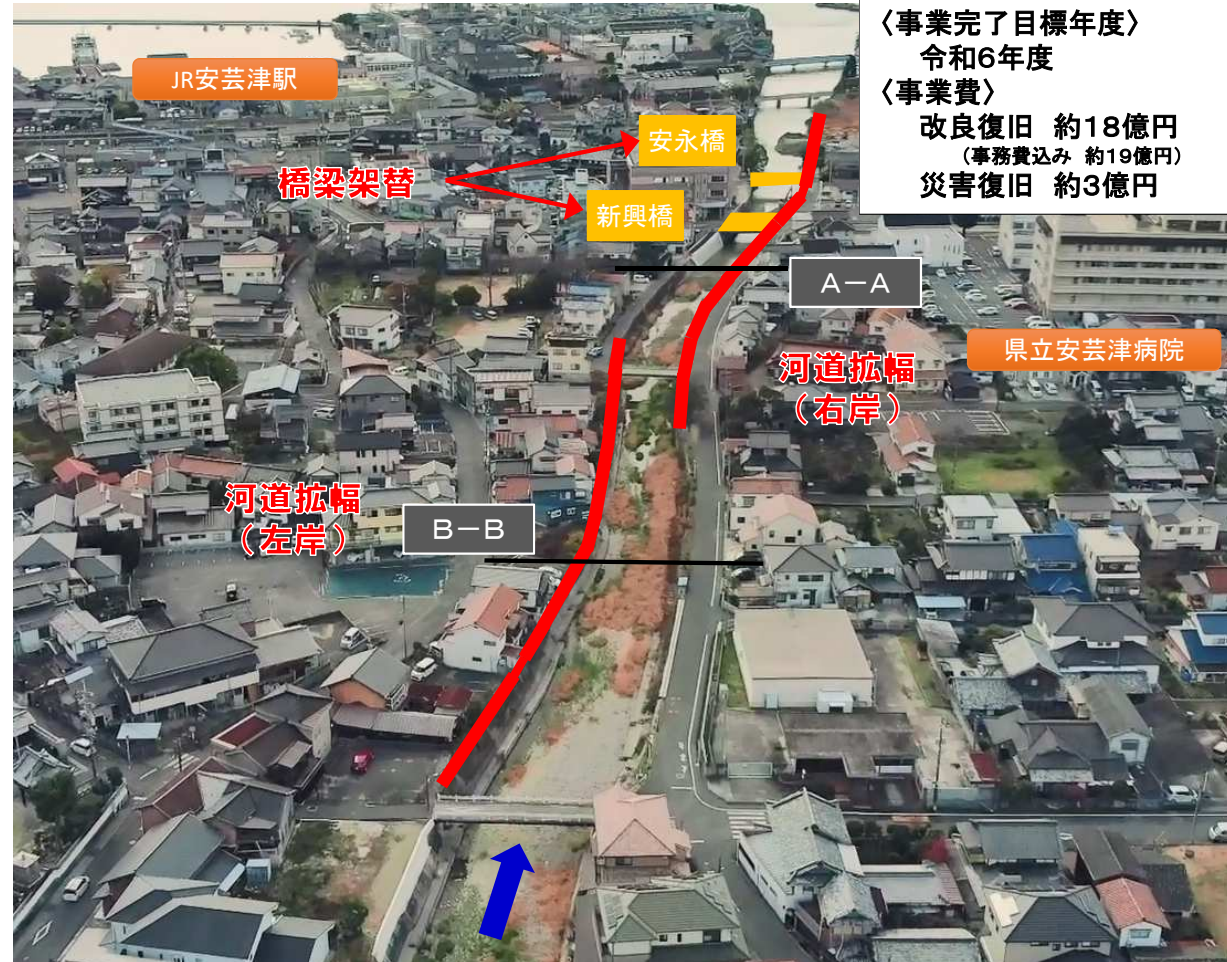 〈事業完了目標年度〉
令和6年度
〈事業費〉
改良復旧 約18億円
(事務費込み 約19億円)
災害復旧 約3億円
JR安芸津駅
安永橋
橋梁架替
新興橋
A－A
県立安芸津病院
河道拡幅
(右岸)
河道拡幅
(左岸)
B－B